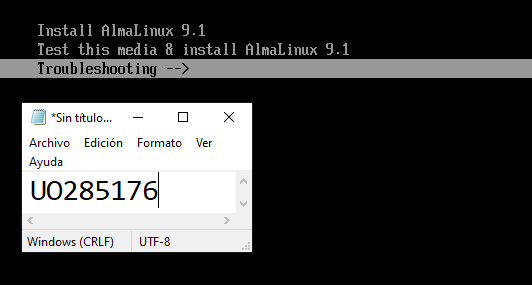 Install AlmaLinux 9.1
Test this media & install AlmaLinux 9.1
Troubleshooting -->
*Sin título...
Archivo Edición Formato Ver
Ayuda
UO285176
Windows (CRLF) UTF-8